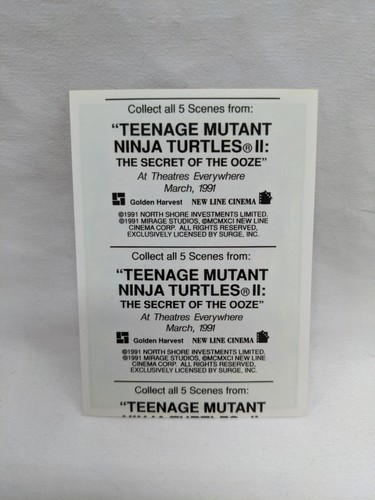 Collect all 5 Scenes from:
"TEENAGE MUTANT
NINJA TURTLES® II:
THE SECRET OF THE OOZE"
At Theatres Everywhere
March, 1991
Golden Harvest NEW LINE CINEMA
©1991 NORTH SHORE INVESTMENTS LIMITED.
©1991 MIRAGE STUDIOS, ©MCMXCI NEW LINE
CINEMA CORP. ALL RIGHTS RESERVED,
EXCLUSIVELY LICENSED BY SURGE, INC.
Collect all 5 Scenes from:
"TEENAGE MUTANT
NINJA TURTLES® II:
THE SECRET OF THE OOZE"
At Theatres Everywhere
March, 1991
Golden Harvest NEW LINE CINEMA
©1991 NORTH SHORE INVESTMENTS LIMITED.
©1991 MIRAGE STUDIOS, ©MCMXCI NEW LINE
CINEMA CORP. ALL RIGHTS RESERVED,
EXCLUSIVELY LICENSED BY SURGE, INC.
Collect all 5 Scenes from:
"TEENAGE MUTANT